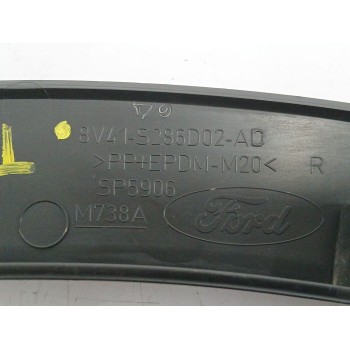 8V41-S286D02-AD
>PP+EPDM-M20< R
SP5906
M738A Ford